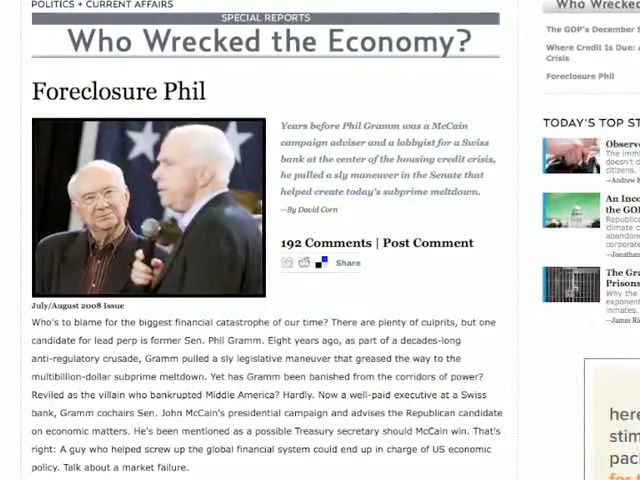 POLITICS + CURRENT AFFAIRS
SPECIAL REPORTS
Who Wrecked the Economy?
Foreclosure Phil
Years before Phil Gramm was a McCain
campaign adviser and a lobbyist for a Swiss
bank at the center of the housing credit crisis,
he pulled a sly maneuver in the Senate that
helped create today's subprime meltdown.
--By David Corn
192 Comments | Post Comment
Share
July/August 2008 Issue
Who's to blame for the biggest financial catastrophe of our time? There are plenty of culprits, but one
candidate for lead perp is former Sen. Phil Gramm. Eight years ago, as part of a decades-long
anti-regulatory crusade, Gramm pulled a sly legislative maneuver that greased the way to the
multibillion-dollar subprime meltdown. Yet has Gramm been banished from the corridors of power?
Reviled as the villain who bankrupted Middle America? Hardly. Now a well-paid executive at a Swiss
bank, Gramm cochairs Sen. John McCain's presidential campaign and advises the Republican candidate
on economic matters. He's been mentioned as a possible Treasury secretary should McCain win. That's
right: A guy who helped screw up the global financial system could end up in charge of US economic
policy. Talk about a market failure.
Who Wrecked
The GOP's December S
Where Credit Is Due: A
Crisis
Foreclosure Phil
TODAY'S TOP ST
Observe
The immi
doesn't d
citizens.
--Andrew B
An Inco
the GO
Republica
climate c
abandone
corporate
--Jonathan
The Gra
Prisons
Why the
exponent
inmates.
--James Ri
here
stim
pac
for t